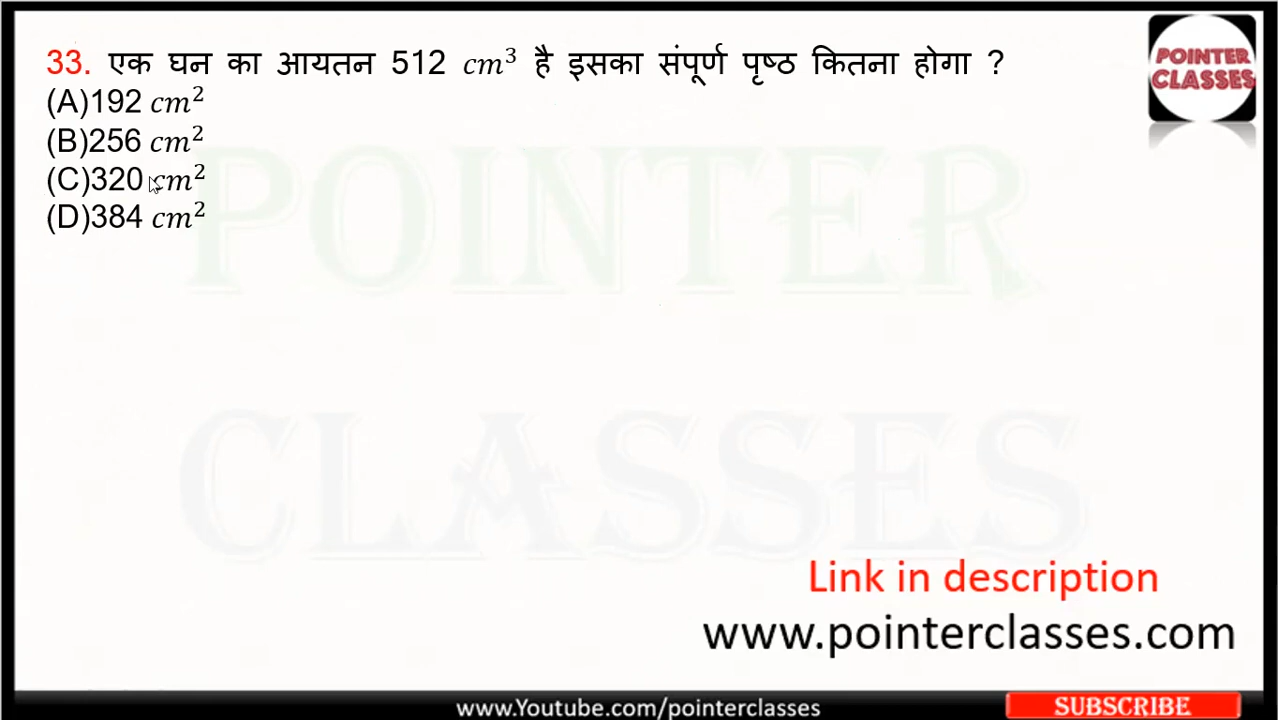 33. एक घन का आयतन 512 cm³ है इसका संपूर्ण पृष्ठ कितना होगा ?
(A)192 cm²
(B)256 cm²
(C)320 cm²
(D)384 cm²
POINTER
CLASSES
POINTER
CLASSES
Link in description
www.pointerclasses.com
www.Youtube.com/pointerclasses
SUBSCRIBE